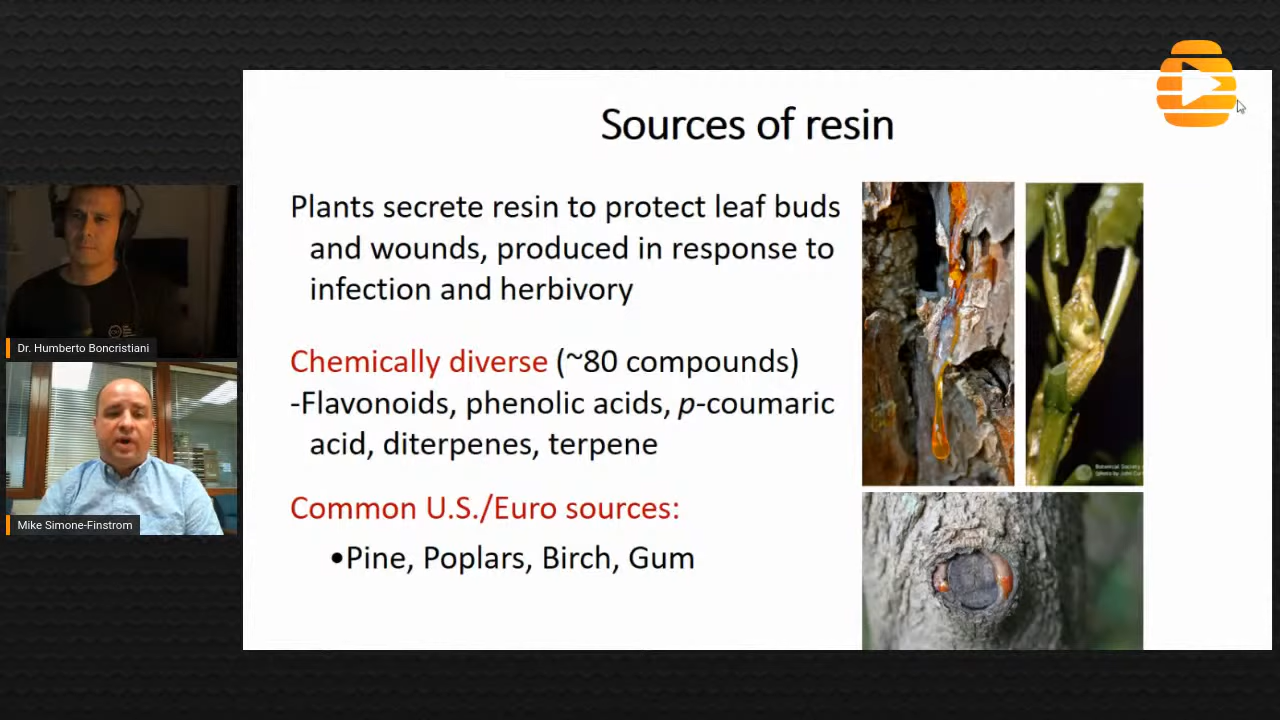 Sources of resin
Plants secrete resin to protect leaf buds
and wounds, produced in response to
infection and herbivory
Chemically diverse (~80 compounds)
-Flavonoids, phenolic acids, p-coumaric
acid, diterpenes, terpene
Common U.S./Euro sources:
•Pine, Poplars, Birch, Gum
Botanical Society
Dr. Humberto Boncristiani
Mike Simone-Finstrom